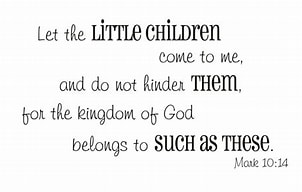 Let the LITTLE CHILDREN
come to me,
and do not hinder THEM,
for the kingdom of God
belongs to SUCH AS THESE.
Mark 10:14